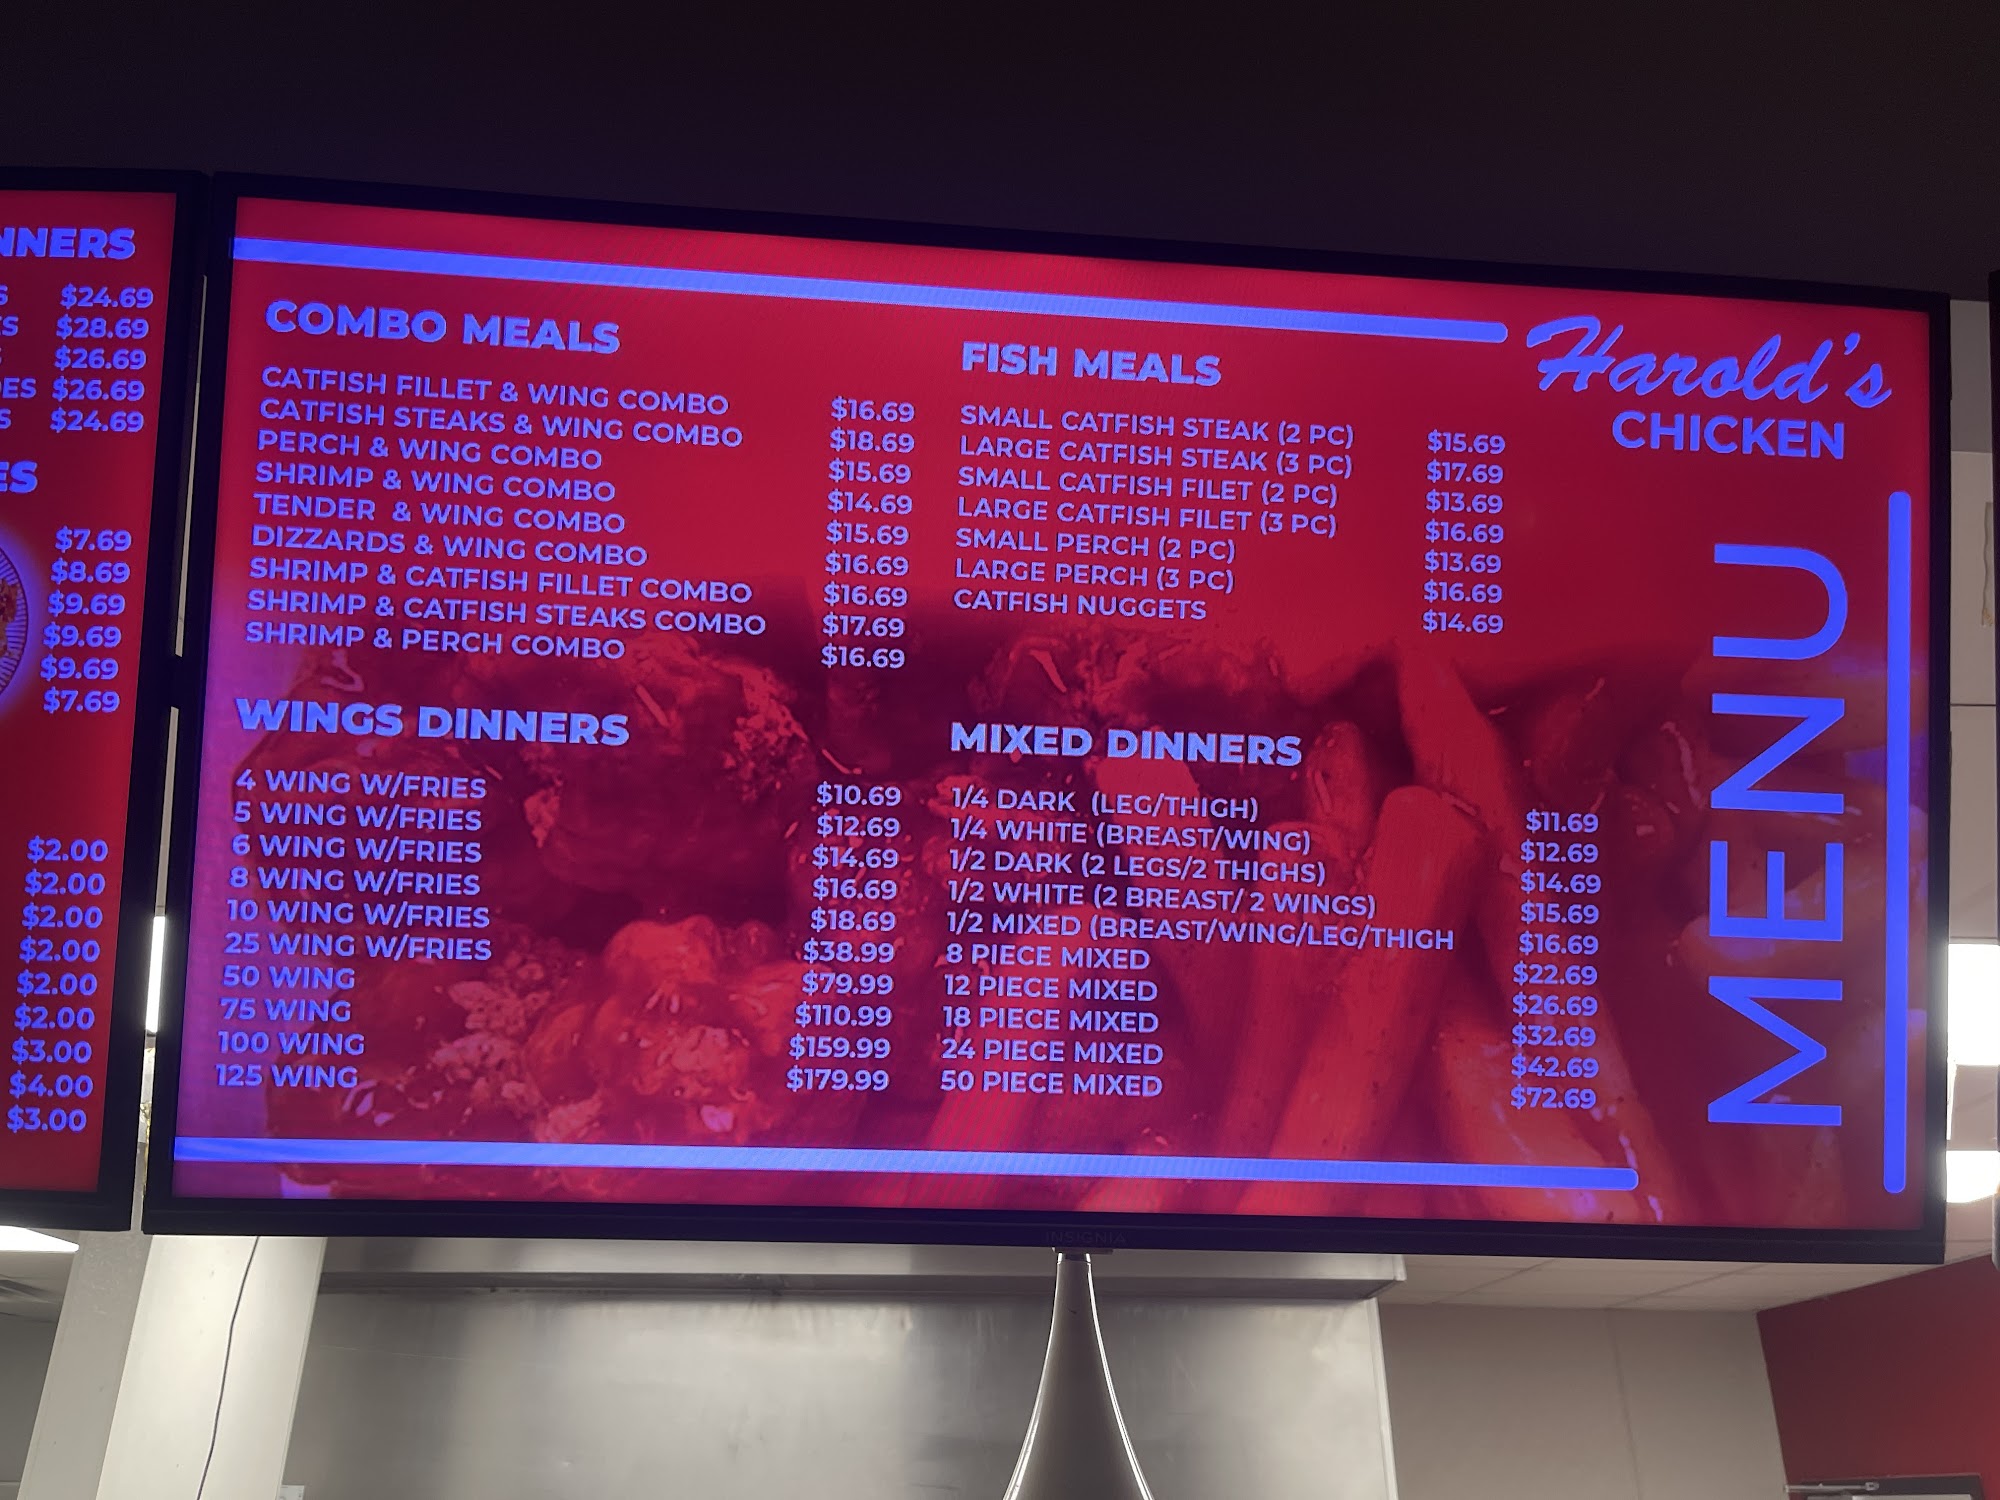 NNERS
S $24.69
ES $28.69
S $26.69
DES $26.69
S $24.69
ES
$7.69
$8.69
$9.69
$9.69
$9.69
$7.69
$2.00
$2.00
$2.00
$2.00
$2.00
$2.00
$3.00
$4.00
$3.00
COMBO MEALS
CATFISH FILLET & WING COMBO $16.69
CATFISH STEAKS & WING COMBO $18.69
PERCH & WING COMBO $15.69
SHRIMP & WING COMBO $14.69
TENDER & WING COMBO $15.69
DIZZARDS & WING COMBO $16.69
SHRIMP & CATFISH FILLET COMBO $16.69
SHRIMP & CATFISH STEAKS COMBO $17.69
SHRIMP & PERCH COMBO $16.69
WINGS DINNERS
4 WING W/FRIES $10.69
5 WING W/FRIES $12.69
6 WING W/FRIES $14.69
8 WING W/FRIES $16.69
10 WING W/FRIES $18.69
25 WING W/FRIES $38.99
50 WING $79.99
75 WING $110.99
100 WING $159.99
125 WING $179.99
FISH MEALS
SMALL CATFISH STEAK (2 PC) $15.69
LARGE CATFISH STEAK (3 PC) $17.69
SMALL CATFISH FILET (2 PC) $13.69
LARGE CATFISH FILET (3 PC) $16.69
SMALL PERCH (2 PC) $13.69
LARGE PERCH (3 PC) $16.69
CATFISH NUGGETS $14.69
MIXED DINNERS
1/4 DARK (LEG/THIGH) $11.69
1/4 WHITE (BREAST/WING) $12.69
1/2 DARK (2 LEGS/2 THIGHS) $14.69
1/2 WHITE (2 BREAST/ 2 WINGS) $15.69
1/2 MIXED (BREAST/WING/LEG/THIGH $16.69
8 PIECE MIXED $22.69
12 PIECE MIXED $26.69
18 PIECE MIXED $32.69
24 PIECE MIXED $42.69
50 PIECE MIXED $72.69
Harold's
CHICKEN
MENU
INSIGNIA